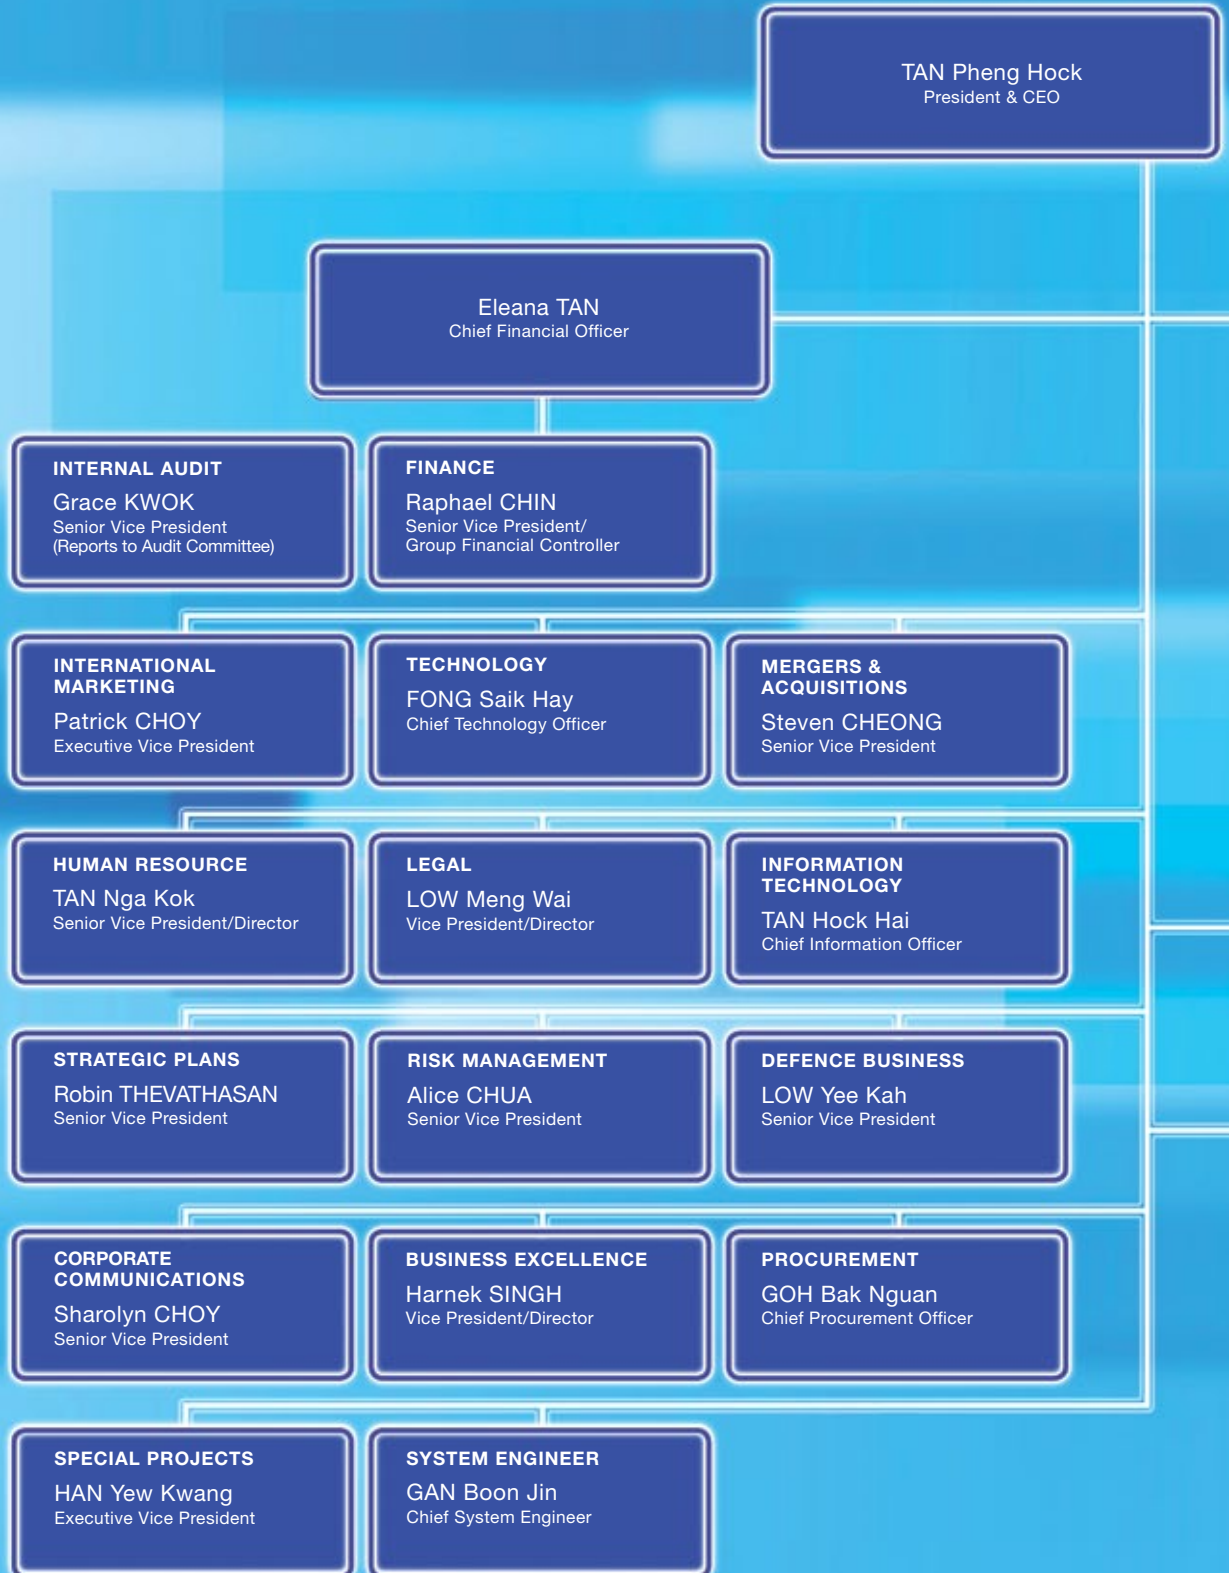 TAN Pheng Hock
President & CEO
Eleana TAN
Chief Financial Officer
INTERNAL AUDIT
Grace KWOK
Senior Vice President
(Reports to Audit Committee)
FINANCE
Raphael CHIN
Senior Vice President/
Group Financial Controller
INTERNATIONAL
MARKETING
Patrick CHOY
Executive Vice President
TECHNOLOGY
FONG Saik Hay
Chief Technology Officer
MERGERS &
ACQUISITIONS
Steven CHEONG
Senior Vice President
HUMAN RESOURCE
TAN Nga Kok
Senior Vice President/Director
LEGAL
LOW Meng Wai
Vice President/Director
INFORMATION
TECHNOLOGY
TAN Hock Hai
Chief Information Officer
STRATEGIC PLANS
Robin THEVATHASAN
Senior Vice President
RISK MANAGEMENT
Alice CHUA
Senior Vice President
DEFENCE BUSINESS
LOW Yee Kah
Senior Vice President
CORPORATE
COMMUNICATIONS
Sharolyn CHOY
Senior Vice President
BUSINESS EXCELLENCE
Harnek SINGH
Vice President/Director
PROCUREMENT
GOH Bak Nguan
Chief Procurement Officer
SPECIAL PROJECTS
HAN Yew Kwang
Executive Vice President
SYSTEM ENGINEER
GAN Boon Jin
Chief System Engineer